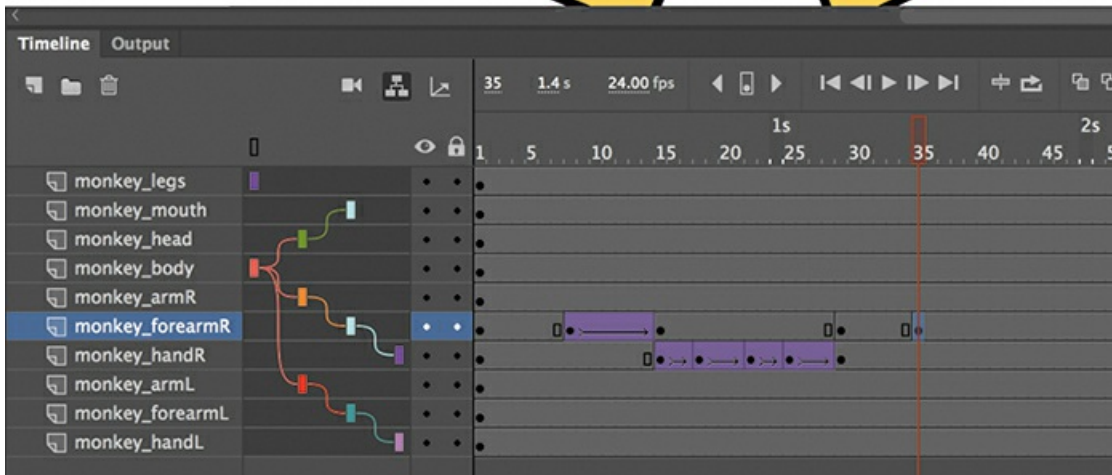 Timeline Output
35 1.4 s 24.00 fps
1s 2s
1 5 10 15 20 25 30 35 40 45
monkey_legs
monkey_mouth
monkey_head
monkey_body
monkey_armR
monkey_forearmR
monkey_handR
monkey_armL
monkey_forearmL
monkey_handL